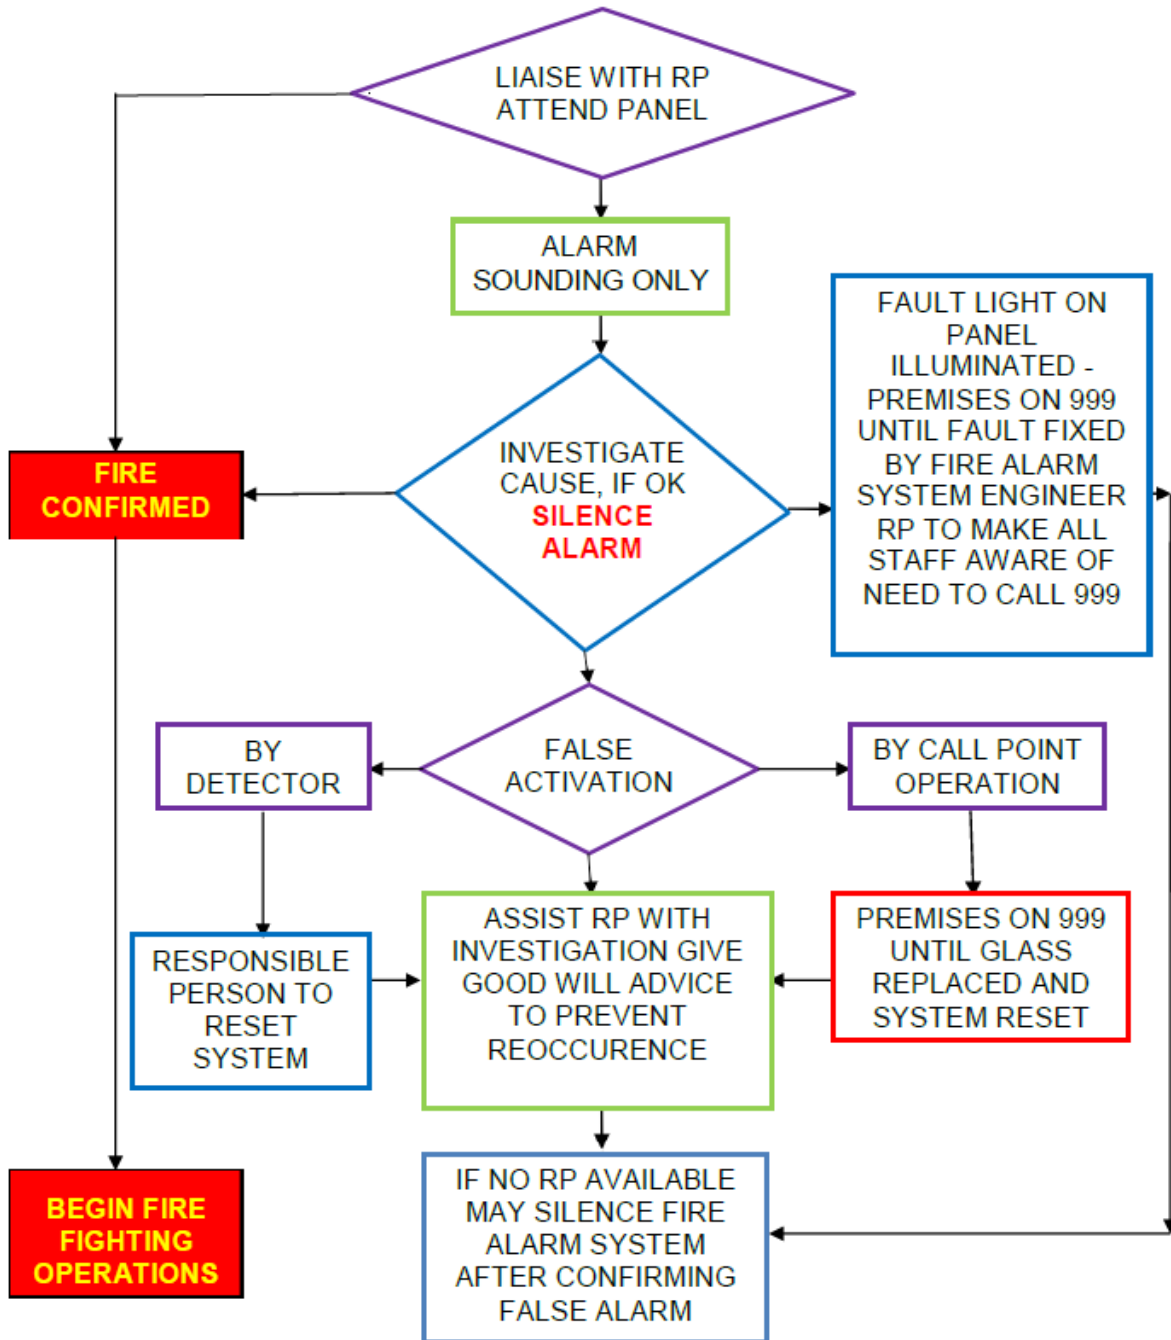 LIAISE WITH RP
ATTEND PANEL
ALARM
SOUNDING ONLY
FAULT LIGHT ON
PANEL
ILLUMINATED -
PREMISES ON 999
UNTIL FAULT FIXED
BY FIRE ALARM
SYSTEM ENGINEER
RP TO MAKE ALL
STAFF AWARE OF
NEED TO CALL 999
INVESTIGATE
CAUSE, IF OK
SILENCE
ALARM
FIRE
CONFIRMED
FALSE
ACTIVATION
BY
DETECTOR
BY CALL POINT
OPERATION
RESPONSIBLE
PERSON TO
RESET
SYSTEM
ASSIST RP WITH
INVESTIGATION GIVE
GOOD WILL ADVICE
TO PREVENT
REOCCURENCE
PREMISES ON 999
UNTIL GLASS
REPLACED AND
SYSTEM RESET
BEGIN FIRE
FIGHTING
OPERATIONS
IF NO RP AVAILABLE
MAY SILENCE FIRE
ALARM SYSTEM
AFTER CONFIRMING
FALSE ALARM